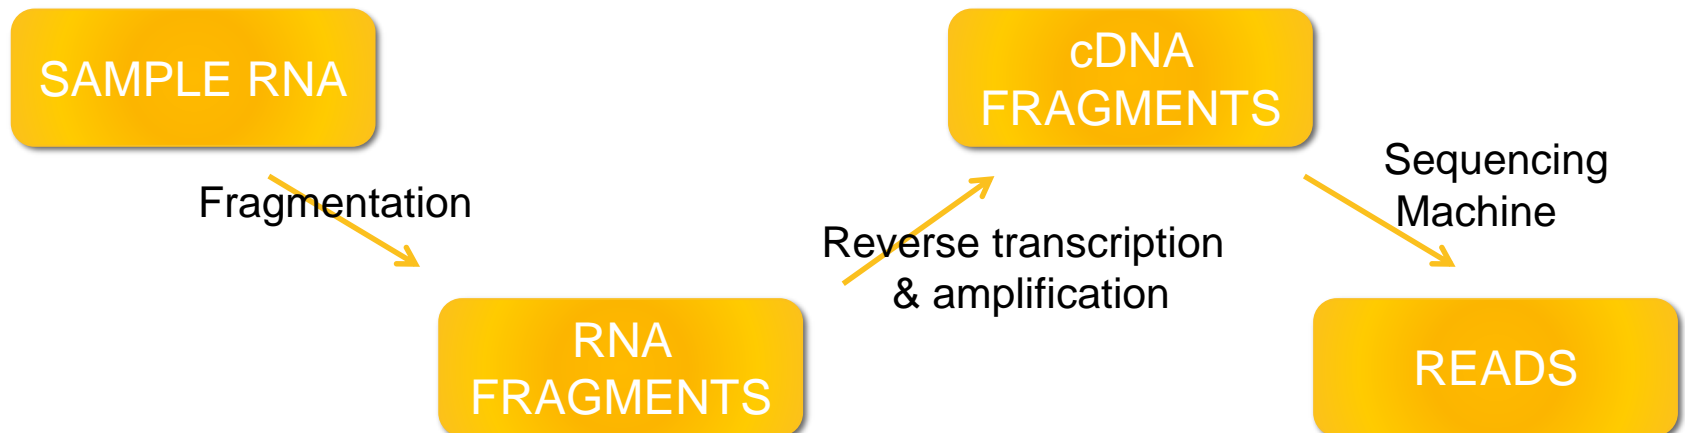 SAMPLE RNA
Fragmentation
RNA
FRAGMENTS
Reverse transcription
& amplification
cDNA
FRAGMENTS
Sequencing
Machine
READS